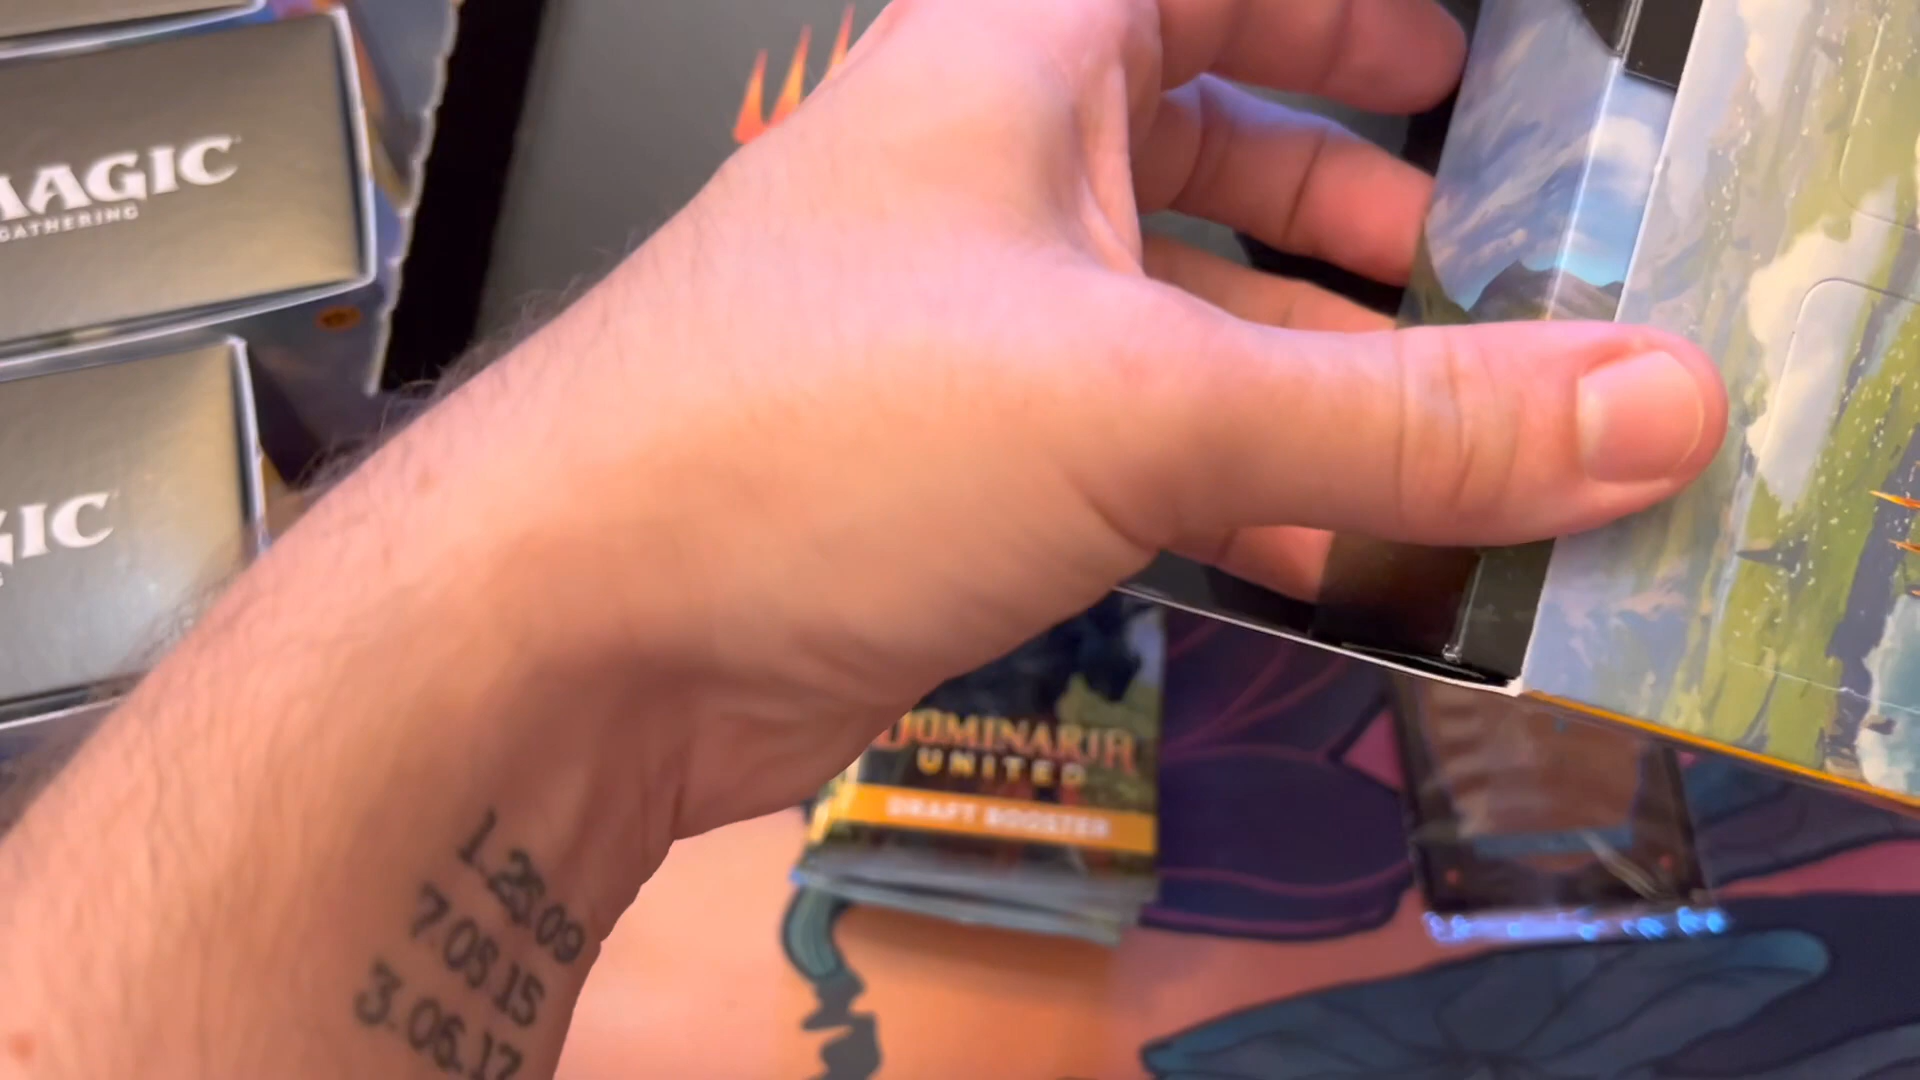 MAGIC
GATHERING
GIC
DOMINARIA
UNITED
DRAFT BOOSTER
1.25.09
7.05.15
3.06.17